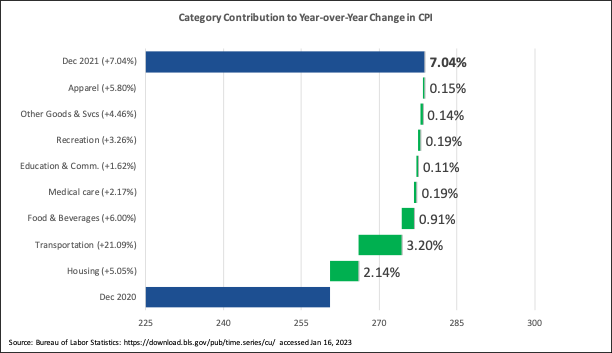 Category Contribution to Year-over-Year Change in CPI
Dec 2021 (+7.04%) 7.04%
Apparel (+5.80%) 0.15%
Other Goods & Svcs (+4.46%) 0.14%
Recreation (+3.26%) 0.19%
Education & Comm. (+1.62%) 0.11%
Medical care (+2.17%) 0.19%
Food & Beverages (+6.00%) 0.91%
Transportation (+21.09%) 3.20%
Housing (+5.05%) 2.14%
Dec 2020
225 240 255 270 285 300
Source: Bureau of Labor Statistics: https://download.bls.gov/pub/time.series/cu/ accessed Jan 16, 2023